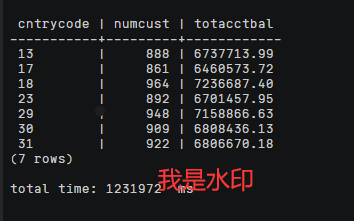 cntrycode | numcust | totacctbal
-----------+---------+------------
13 | 888 | 6737713.99
17 | 861 | 6460573.72
18 | 964 | 7236687.40
23 | 892 | 6701457.95
29 | 948 | 7158866.63
30 | 909 | 6808436.13
31 | 922 | 6806670.18
(7 rows)
total time: 1231972 ms
我是水印